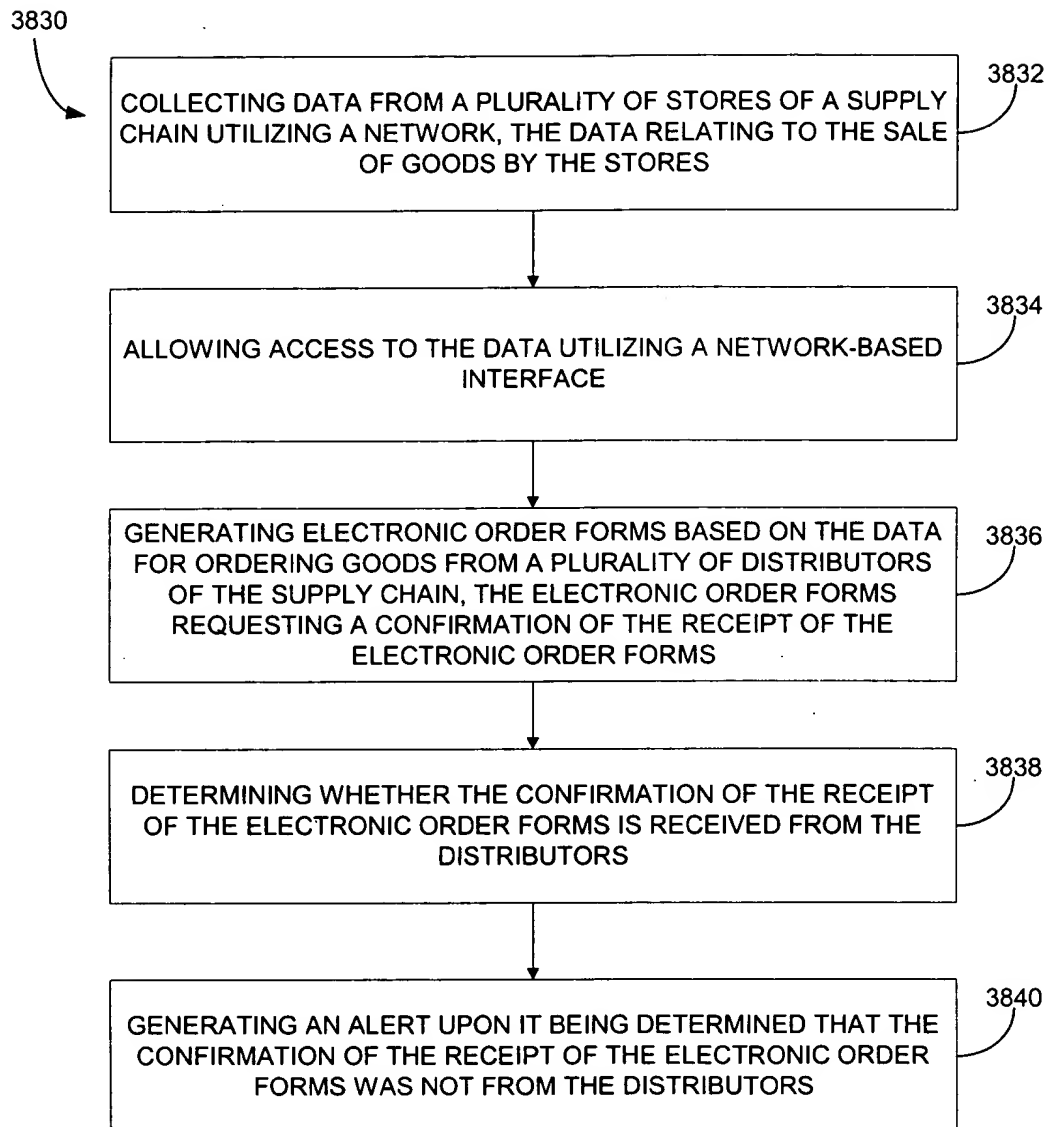 3830
3832
COLLECTING DATA FROM A PLURALITY OF STORES OF A SUPPLY
CHAIN UTILIZING A NETWORK, THE DATA RELATING TO THE SALE
OF GOODS BY THE STORES
3834
ALLOWING ACCESS TO THE DATA UTILIZING A NETWORK-BASED
INTERFACE
3836
GENERATING ELECTRONIC ORDER FORMS BASED ON THE DATA
FOR ORDERING GOODS FROM A PLURALITY OF DISTRIBUTORS
OF THE SUPPLY CHAIN, THE ELECTRONIC ORDER FORMS
REQUESTING A CONFIRMATION OF THE RECEIPT OF THE
ELECTRONIC ORDER FORMS
3838
DETERMINING WHETHER THE CONFIRMATION OF THE RECEIPT
OF THE ELECTRONIC ORDER FORMS IS RECEIVED FROM THE
DISTRIBUTORS
3840
GENERATING AN ALERT UPON IT BEING DETERMINED THAT THE
CONFIRMATION OF THE RECEIPT OF THE ELECTRONIC ORDER
FORMS WAS NOT FROM THE DISTRIBUTORS